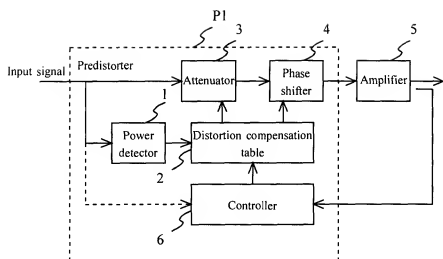 P1
3
4
5
Input signal
Predistorter
Attenuator
Phase
shifter
Amplifier
1
Power
detector
Distortion compensation
table
2
Controller
6